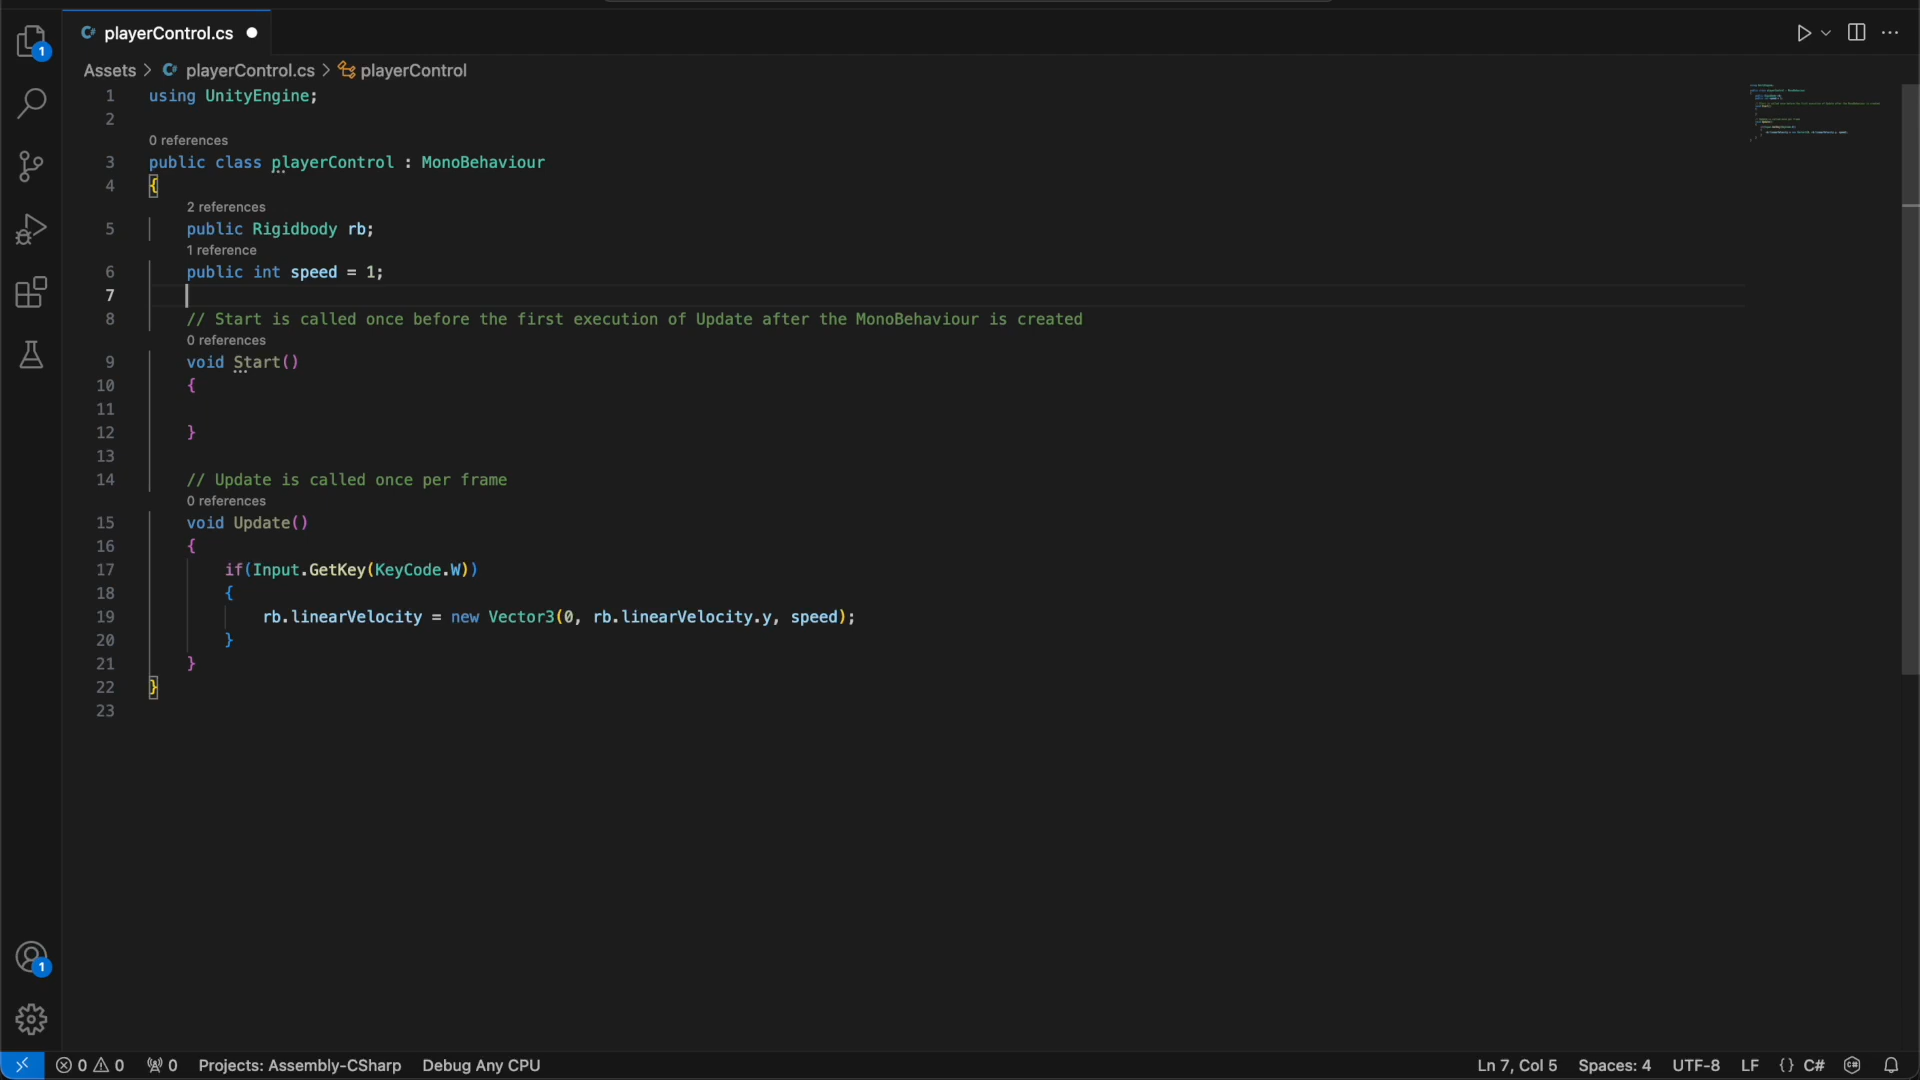 1
playerControl.cs
Assets > playerControl.cs > playerControl
1 using UnityEngine;
2
0 references
3 public class playerControl : MonoBehaviour
4 {
2 references
5 public Rigidbody rb;
1 reference
6 public int speed = 1;
7
8 // Start is called once before the first execution of Update after the MonoBehaviour is created
0 references
9 void Start()
10 {
11
12 }
13
14 // Update is called once per frame
0 references
15 void Update()
16 {
17 if(Input.GetKey(KeyCode.W))
18 {
19 rb.linearVelocity = new Vector3(0, rb.linearVelocity.y, speed);
20 }
21 }
22 }
23
1
0 0 0 Projects: Assembly-CSharp Debug Any CPU Ln 7, Col 5 Spaces: 4 UTF-8 LF {} C#